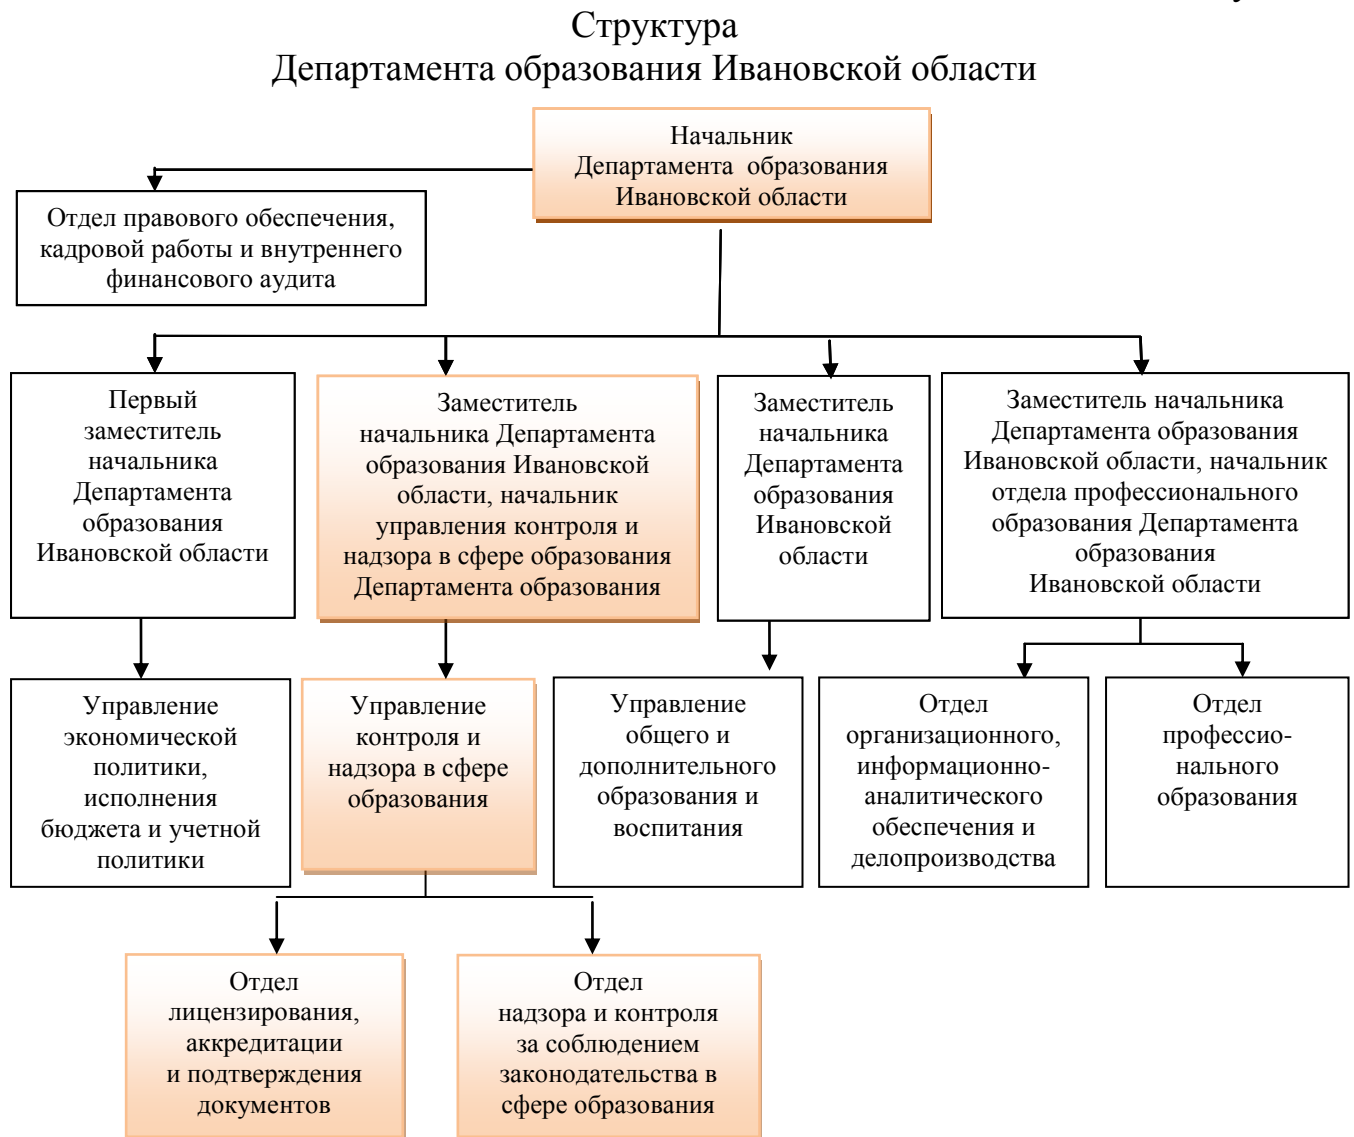 Структура
Департамента образования Ивановской области
Начальник
Департамента образования
Ивановской области
Отдел правового обеспечения,
кадровой работы и внутреннего
финансового аудита
Первый
заместитель
начальника
Департамента
образования
Ивановской области
Заместитель
начальника Департамента
образования Ивановской
области, начальник
управления контроля и
надзора в сфере образования
Департамента образования
Заместитель
начальника
Департамента
образования
Ивановской
области
Заместитель начальника
Департамента образования
Ивановской области, начальник
отдела профессионального
образования Департамента
образования
Ивановской области
Управление
экономической
политики,
исполнения
бюджета и учетной
политики
Управление
контроля и
надзора в сфере
образования
Управление
общего и
дополнительного
образования и
воспитания
Отдел
организационного,
информационно-
аналитического
обеспечения и
делопроизводства
Отдел
профессио-
нального
образования
Отдел
лицензирования,
аккредитации
и подтверждения
документов
Отдел
надзора и контроля
за соблюдением
законодательства в
сфере образования